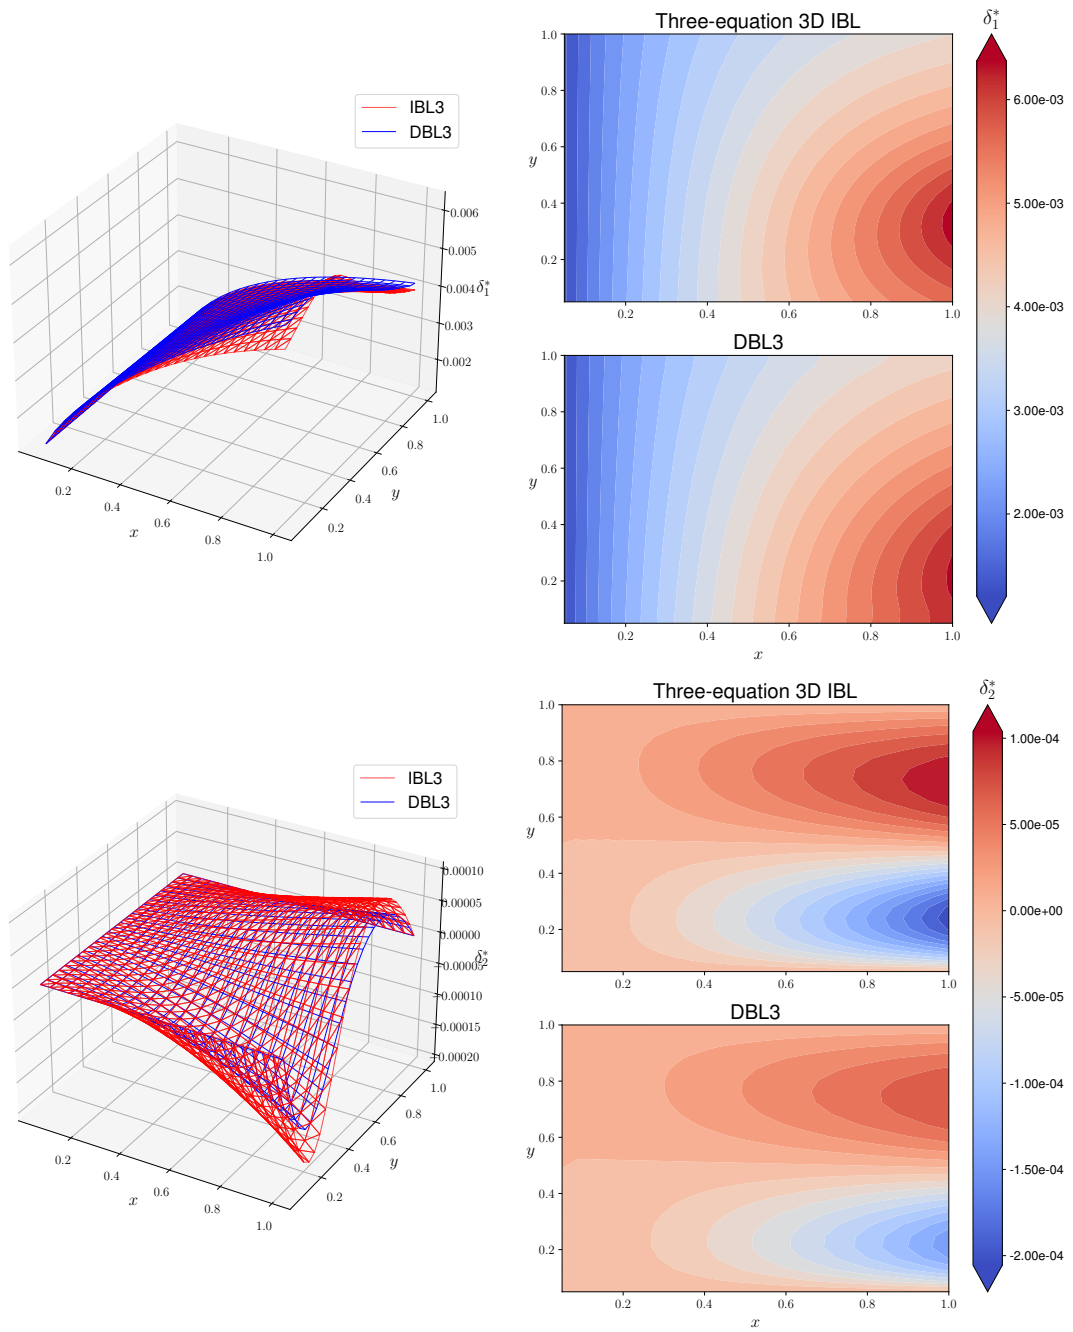 IBL3
DBL3
0.006
0.005
0.004
δ₁*
0.003
0.002
1.0
0.8
0.6
0.4
0.2
y
0.2
0.4
0.6
0.8
1.0
x
Three-equation 3D IBL
1.0
0.8
0.6
0.4
0.2
y
0.2
0.4
0.6
0.8
1.0
DBL3
1.0
0.8
0.6
0.4
0.2
y
0.2
0.4
0.6
0.8
1.0
x
δ₁*
6.00e-03
5.00e-03
4.00e-03
3.00e-03
2.00e-03
IBL3
DBL3
0.00010
0.00005
0.00000
0.00005
δ₂*
0.00010
0.00015
0.00020
1.0
0.8
0.6
0.4
0.2
y
0.2
0.4
0.6
0.8
1.0
x
Three-equation 3D IBL
1.0
0.8
0.6
0.4
0.2
y
0.2
0.4
0.6
0.8
1.0
DBL3
1.0
0.8
0.6
0.4
0.2
y
0.2
0.4
0.6
0.8
1.0
x
δ₂*
1.00e-04
5.00e-05
0.00e+00
-5.00e-05
-1.00e-04
-1.50e-04
-2.00e-04